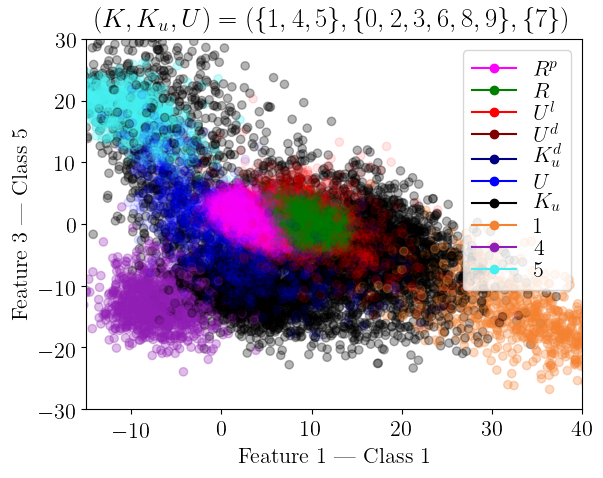 (K, K_u, U) = ({1, 4, 5}, {0, 2, 3, 6, 8, 9}, {7})
30
20
10
0
−10
−20
−30
Feature 3 — Class 5
R^p
R
U^l
U^d
K_u^d
U
K_u
1
4
5
−10
0
10
20
30
40
Feature 1 — Class 1